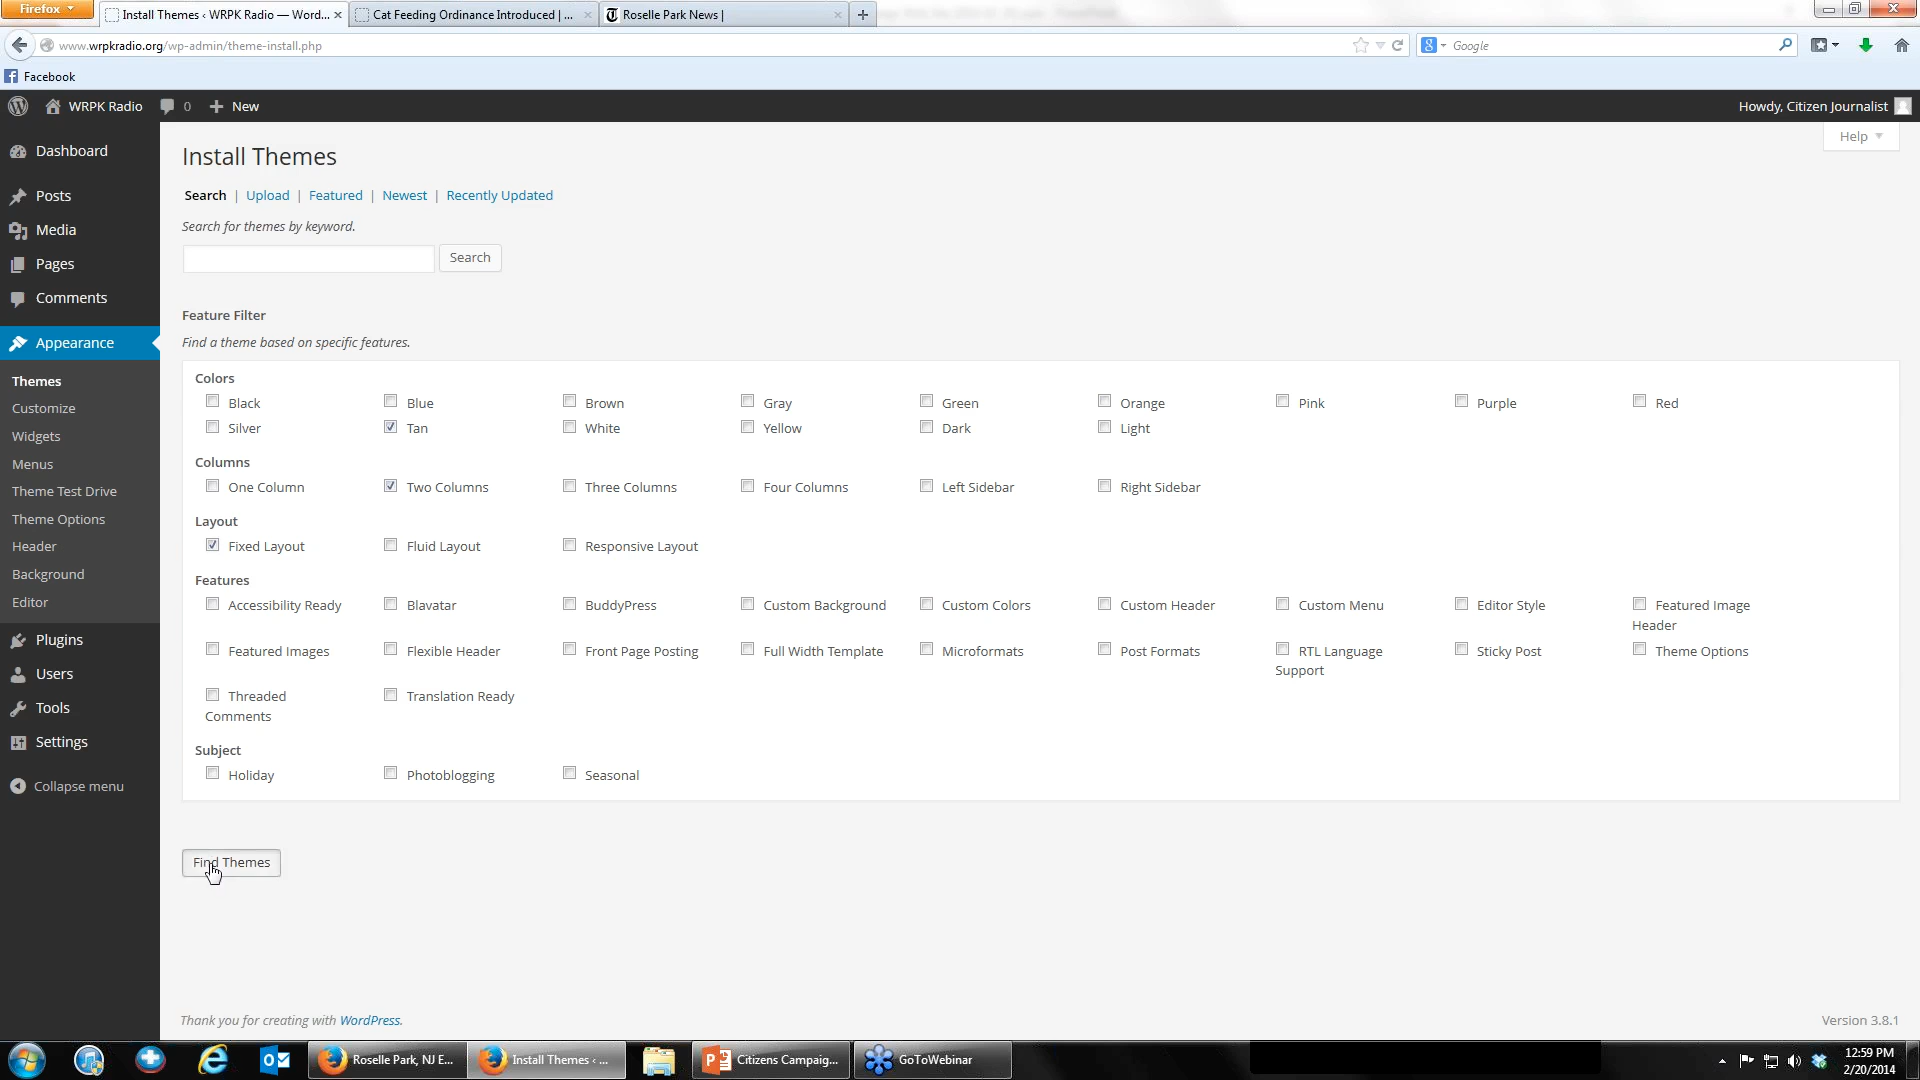 Firefox
Install Themes ‹ WRPK Radio — Word...
Cat Feeding Ordinance Introduced | ...
Roselle Park News |
www.wrpkradio.org/wp-admin/theme-install.php
Google
Facebook
WRPK Radio 0 New
Howdy, Citizen Journalist
Help
Dashboard
Posts
Media
Pages
Comments
Appearance
Themes
Customize
Widgets
Menus
Theme Test Drive
Theme Options
Header
Background
Editor
Plugins
Users
Tools
Settings
Collapse menu
Install Themes
Search | Upload | Featured | Newest | Recently Updated
Search for themes by keyword.
Search
Feature Filter
Find a theme based on specific features.
Colors
Black Blue Brown Gray Green Orange Pink Purple Red
Silver Tan White Yellow Dark Light
Columns
One Column Two Columns Three Columns Four Columns Left Sidebar Right Sidebar
Layout
Fixed Layout Fluid Layout Responsive Layout
Features
Accessibility Ready Blavatar BuddyPress Custom Background Custom Colors Custom Header Custom Menu Editor Style Featured Image
Header
Featured Images Flexible Header Front Page Posting Full Width Template Microformats Post Formats RTL Language Sticky Post Theme Options
Support
Threaded Translation Ready
Comments
Subject
Holiday Photoblogging Seasonal
Find Themes
Thank you for creating with WordPress.
Version 3.8.1
Roselle Park, NJ E...
Install Themes ‹ ...
Citizens Campaig...
GoToWebinar
12:59 PM
2/20/2014